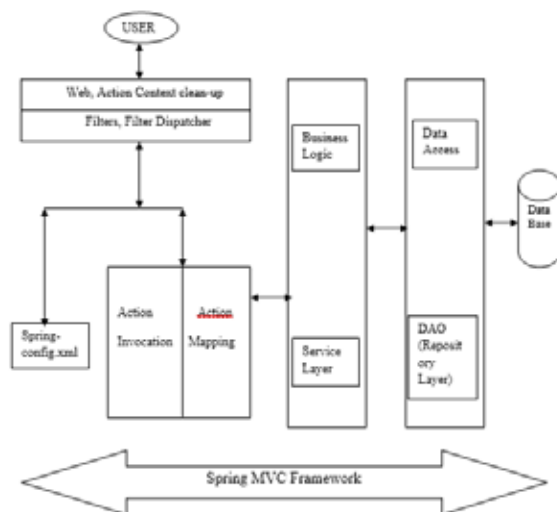 USER
Web, Action Content clean-up
Filters, Filter Dispatcher
Business
Logic
Data
Access
Data
Base
Action
Invocation
Action
Mapping
Spring-
config.xml
Service
Layer
DAO
(Reposit
ory
Layer)
Spring MVC Framework